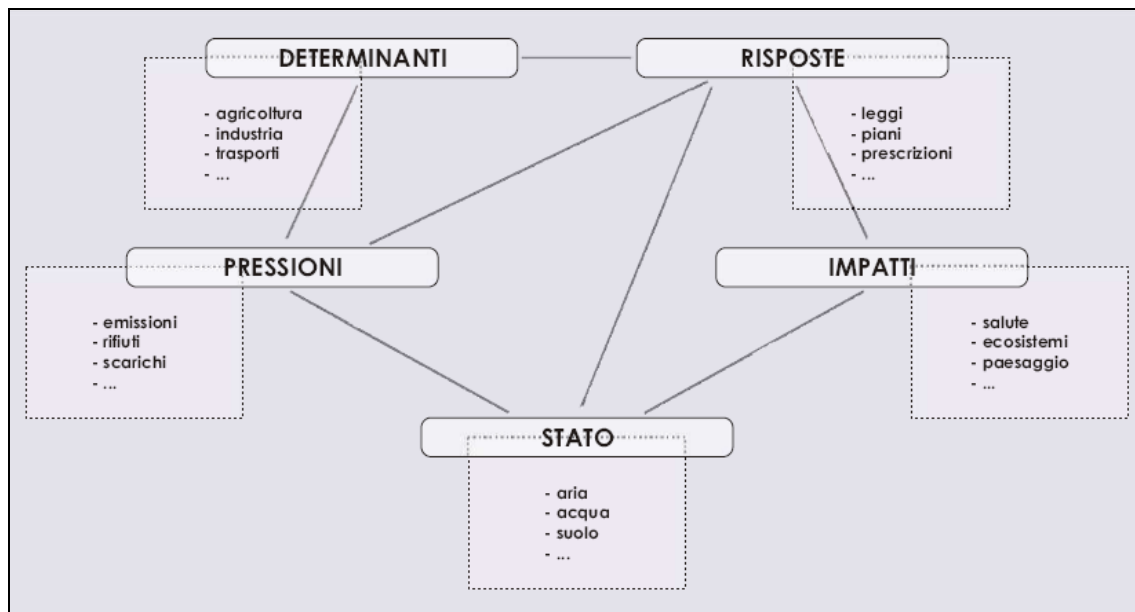 DETERMINANTI
- agricoltura
- industria
- trasporti
- ...
RISPOSTE
- leggi
- piani
- prescrizioni
- ...
PRESSIONI
- emissioni
- rifiuti
- scarichi
- ...
IMPATTI
- salute
- ecosistemi
- paesaggio
- ...
STATO
- aria
- acqua
- suolo
- ...